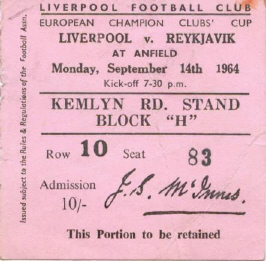 LIVERPOOL FOOTBALL CLUB
EUROPEAN CHAMPION CLUBS' CUP
LIVERPOOL v. REYKJAVIK
AT ANFIELD
Monday, September 14th 1964
Kick-off 7-30 p.m.
KEMLYN RD. STAND
BLOCK "H"
Row 10 Seat 83
Admission
10/-
J. S. McInnes
This Portion to be retained
Issued subject to the Rules & Regulations of the Football Assn.